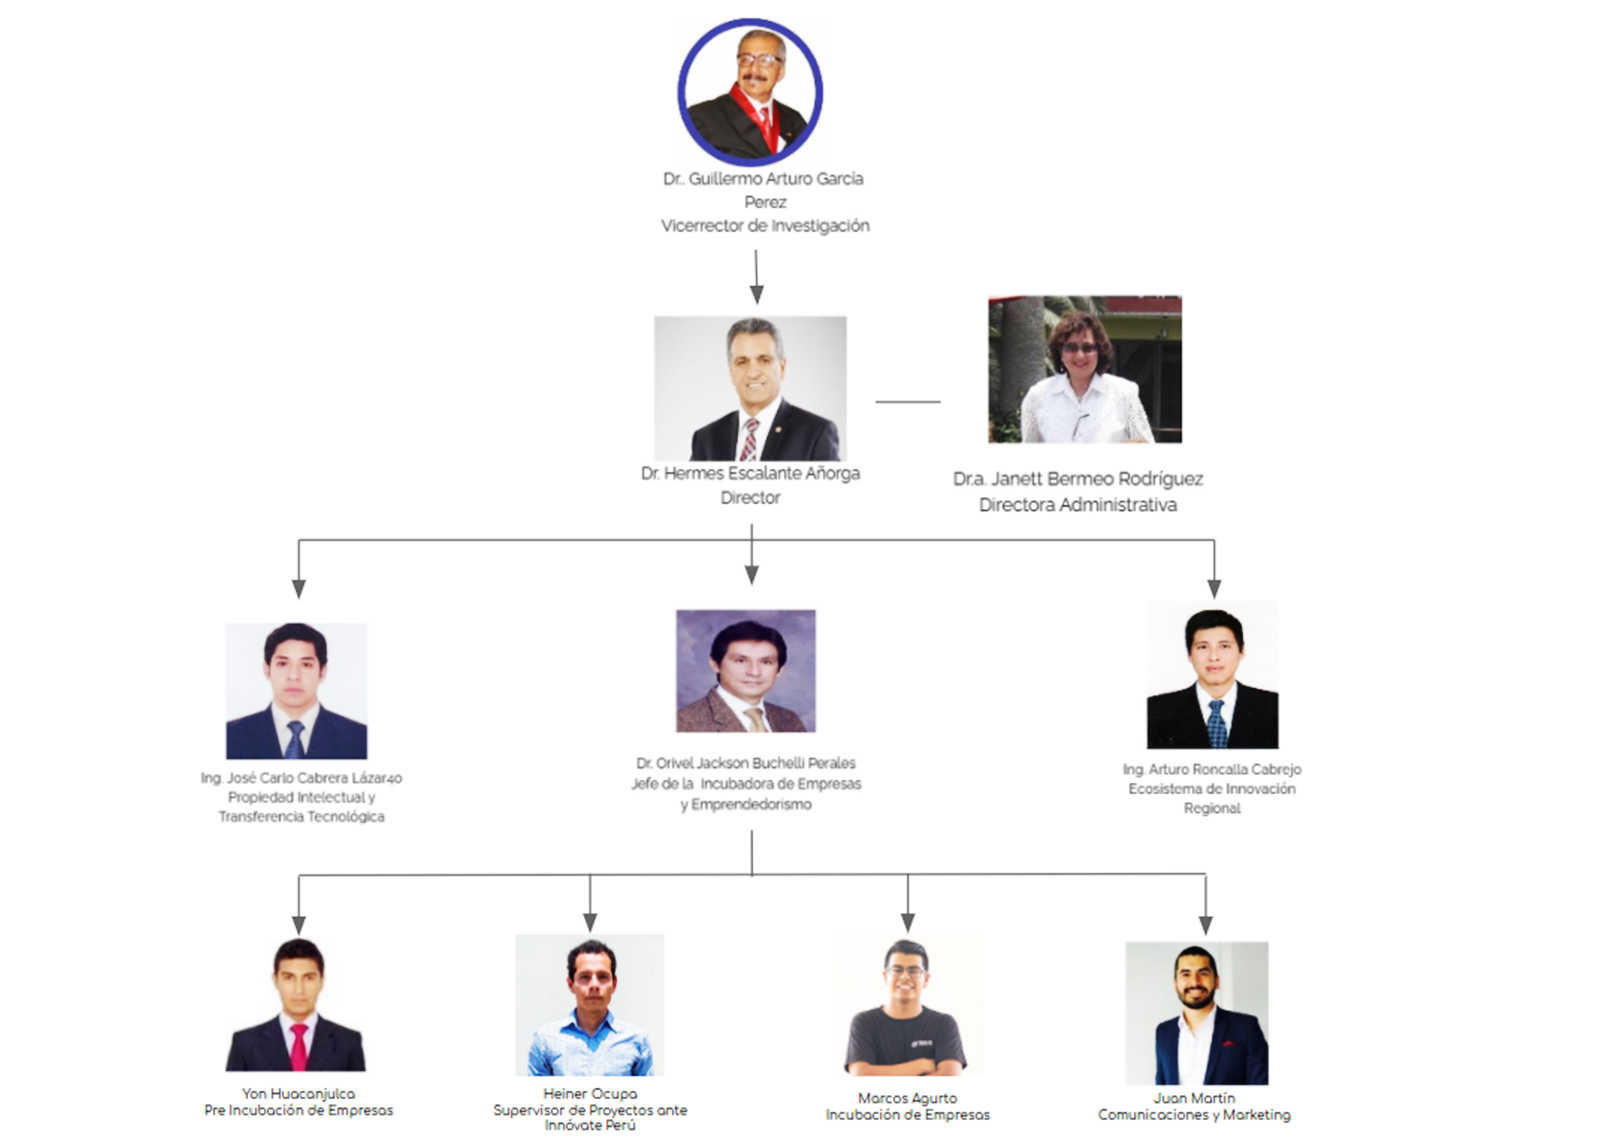 Dr.. Guillermo Arturo García
Perez
Vicerrector de Investigación
Dr. Hermes Escalante Añorga
Director
Dr.a. Janett Bermeo Rodríguez
Directora Administrativa
Ing. José Carlo Cabrera Lázar4o
Propiedad Intelectual y
Transferencia Tecnológica
Dr. Orivel Jackson Buchelli Perales
Jefe de la Incubadora de Empresas
y Emprendedorismo
Ing. Arturo Roncalla Cabrejo
Ecosistema de Innovación
Regional
Yon Huacanjulca
Pre Incubación de Empresas
Heiner Ocupa
Supervisor de Proyectos ante
Innóvate Perú
Marcos Agurto
Incubación de Empresas
Juan Martín
Comunicaciones y Marketing